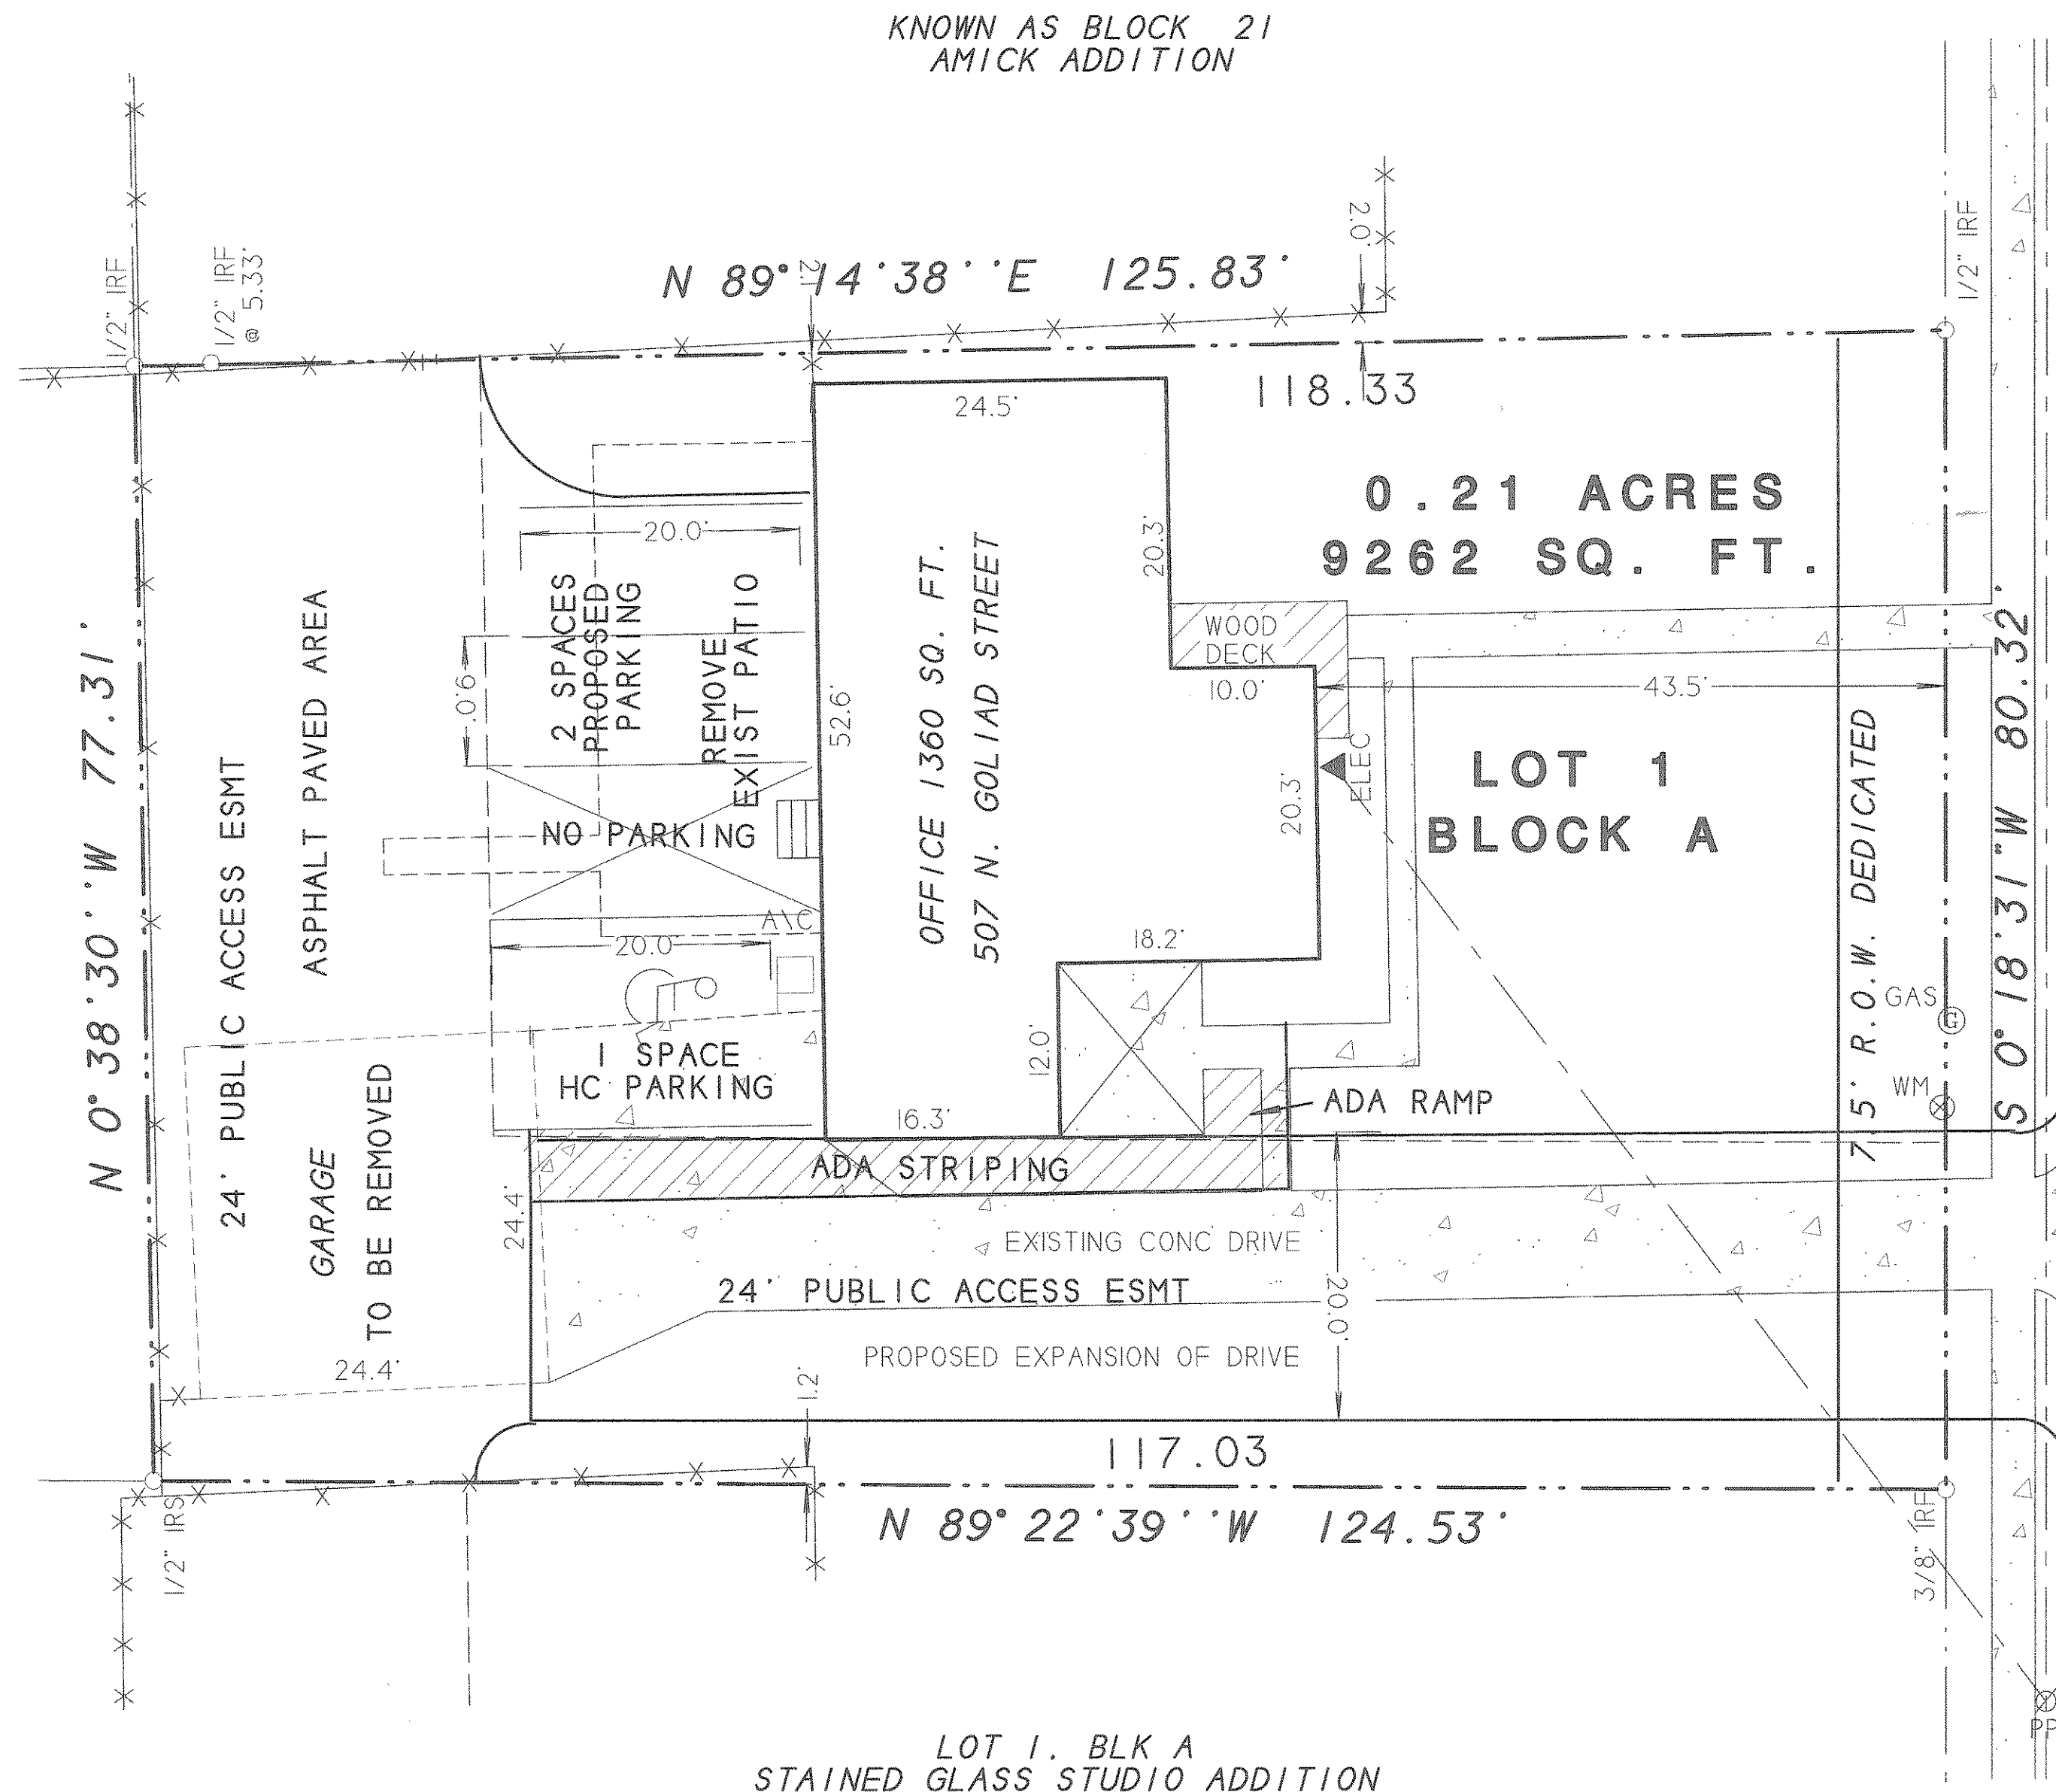 KNOWN AS BLOCK 21
AMICK ADDITION
1/2" IRF
1/2" IRF
@ 5.33'
N 89°14'38''E 125.83'
2.1'
2.0'
1/2" IRF
118.33
24.5'
0.21 ACRES
9262 SQ. FT.
20.0'
20.3'
2 SPACES
PROPOSED
PARKING
REMOVE
EXIST PATIO
9.0'
52.6'
OFFICE 1360 SQ. FT.
507 N. GOLIAD STREET
WOOD
DECK
10.0'
43.5'
ELEC
20.3'
LOT 1
BLOCK A
7.5' R.O.W. DEDICATED
S 0°18'31"W 80.32'
N 0°38'30''W 77.31'
24' PUBLIC ACCESS ESMT
ASPHALT PAVED AREA
NO PARKING
A\C
20.0'
18.2'
12.0'
GAS
G
WM
1 SPACE
HC PARKING
16.3'
ADA RAMP
GARAGE
TO BE REMOVED
ADA STRIPING
24.4'
EXISTING CONC DRIVE
24' PUBLIC ACCESS ESMT
20.0'
PROPOSED EXPANSION OF DRIVE
24.4'
1.2'
117.03
N 89°22'39''W 124.53'
1/2" IRS
3/8" IRF
PP
LOT 1. BLK A
STAINED GLASS STUDIO ADDITION